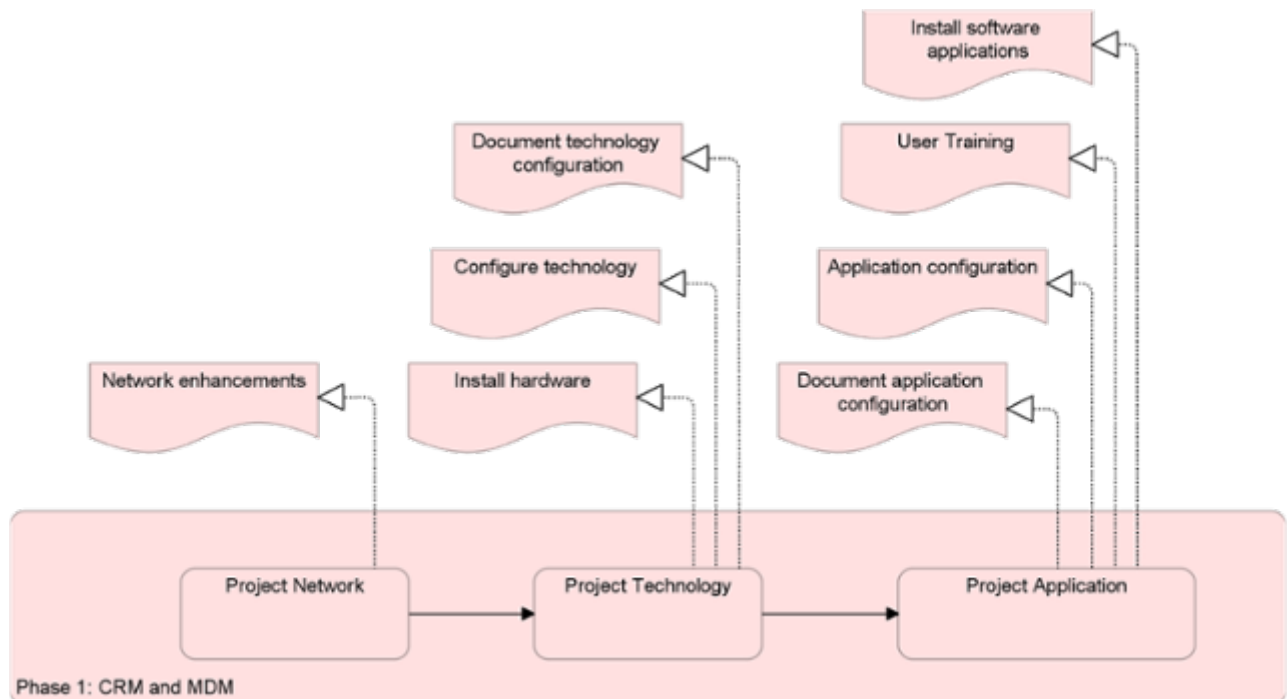 Install software
applications
Document technology
configuration
User Training
Configure technology
Application configuration
Network enhancements
Install hardware
Document application
configuration
Project Network
Project Technology
Project Application
Phase 1: CRM and MDM